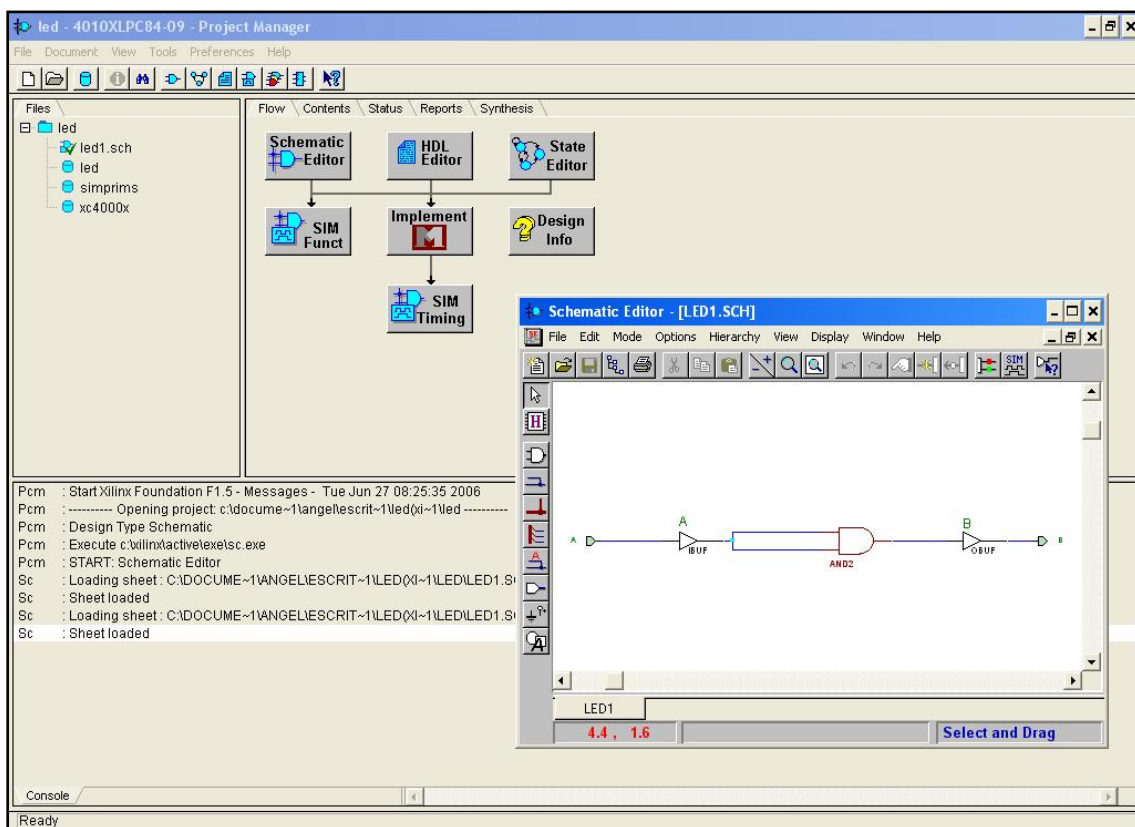 led - 4010XLPC84-09 - Project Manager
File Document View Tools Preferences Help
Files
led
led1.sch
led
simprims
xc4000x
Flow Contents Status Reports Synthesis
Schematic
Editor
HDL
Editor
State
Editor
SIM
Funct
Implement
Design
Info
SIM
Timing
Pcm : Start Xilinx Foundation F1.5 - Messages - Tue Jun 27 08:25:35 2006
Pcm : ---------- Opening project: c:\docume~1\angel\escrit~1\led(xi~1\led ----------
Pcm : Design Type Schematic
Pcm : Execute c:\xilinx\active\exe\sc.exe
Pcm : START: Schematic Editor
Sc : Loading sheet : C:\DOCUME~1\ANGEL\ESCRIT~1\LED(XI~1\LED\LED1.S
Sc : Sheet loaded
Sc : Loading sheet : C:\DOCUME~1\ANGEL\ESCRIT~1\LED(XI~1\LED\LED1.S
Sc : Sheet loaded
Console
Ready
Schematic Editor - [LED1.SCH]
File Edit Mode Options Hierarchy View Display Window Help
SIM
H
A
A B
A B
IBUF OBUF
AND2
LED1
4.4 , 1.6 Select and Drag